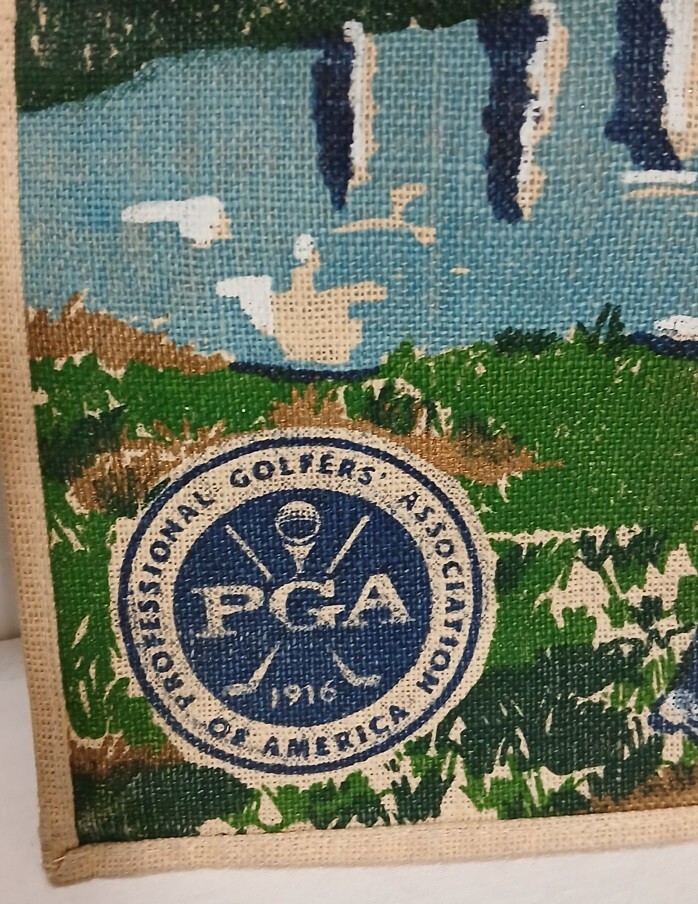 PROFESSIONAL GOLFERS' ASSOCIATION OF AMERICA
PGA
1916